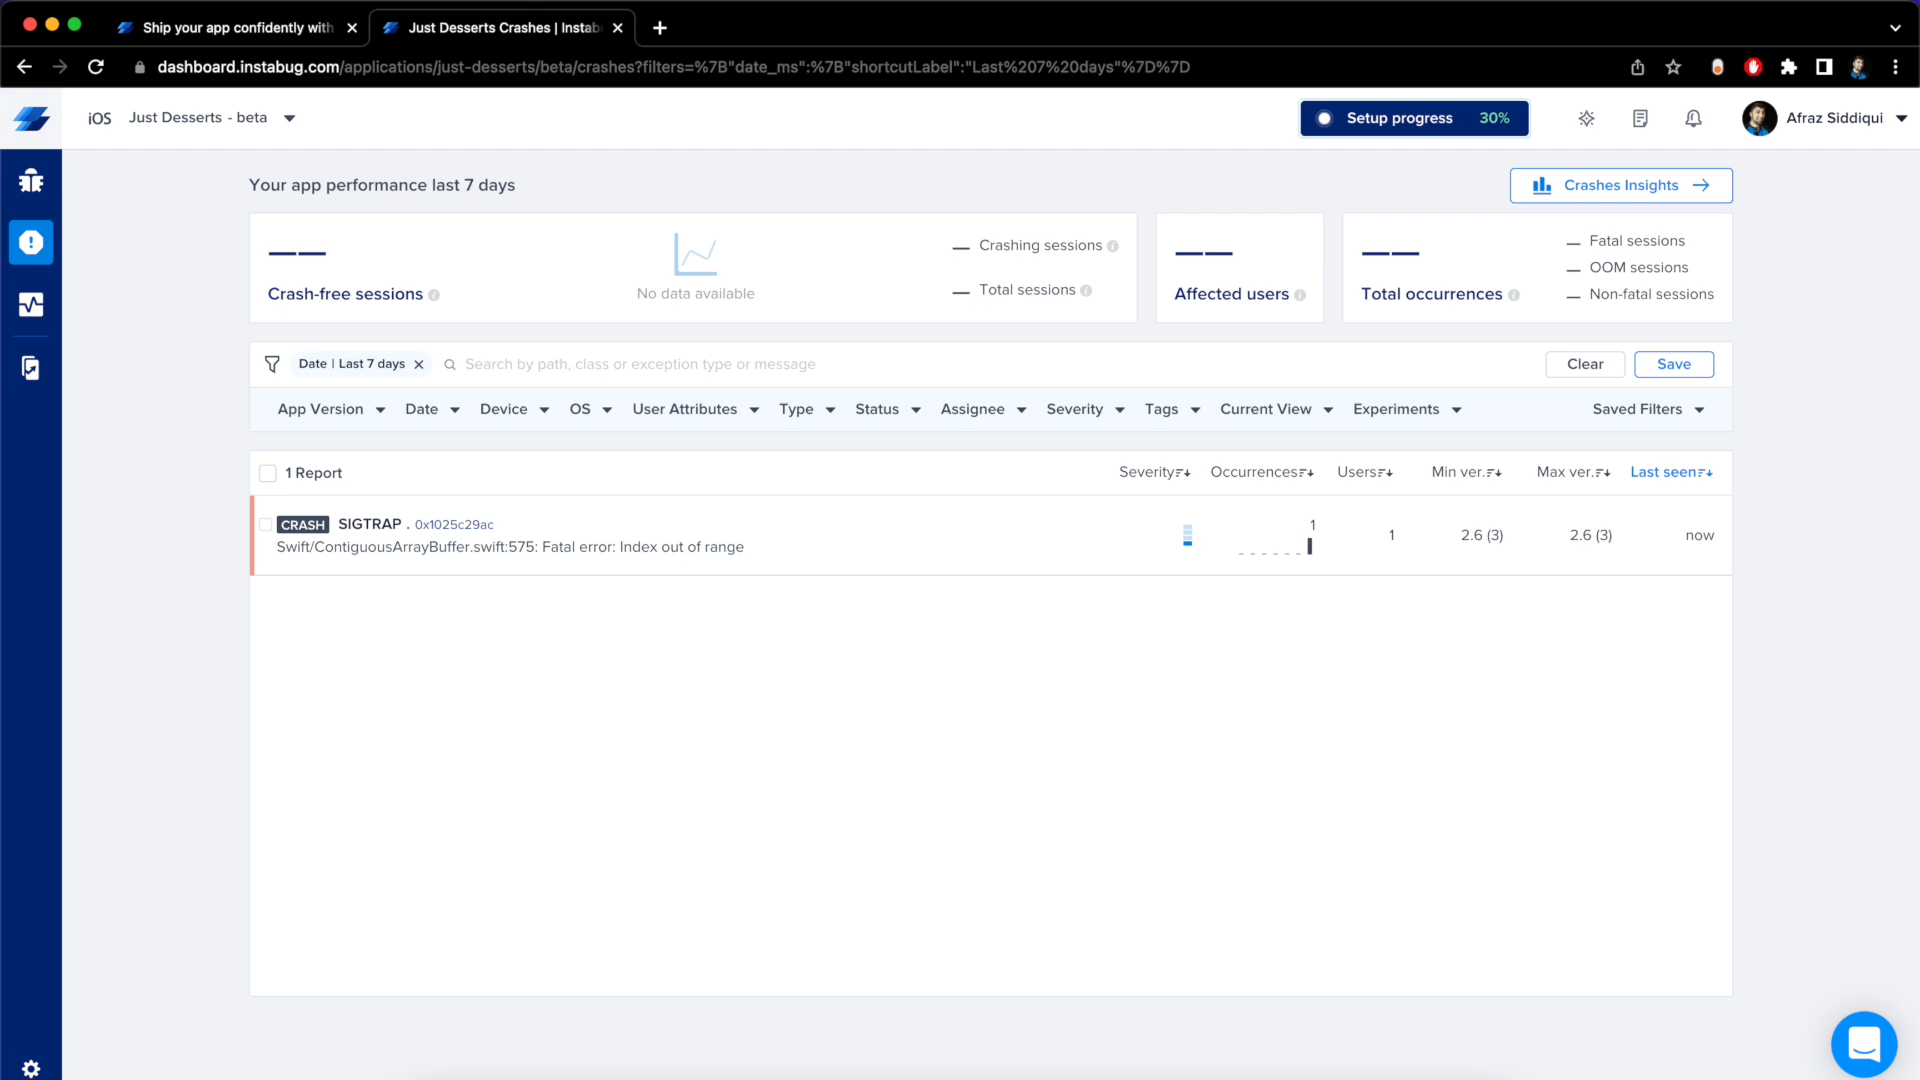 Ship your app confidently with
Just Desserts Crashes | Instab
dashboard.instabug.com/applications/just-desserts/beta/crashes?filters=%7B"date_ms":%7B"shortcutLabel":"Last%207%20days"%7D%7D
iOS Just Desserts - beta
Setup progress 30%
Afraz Siddiqui
Your app performance last 7 days
Crashes Insights
Crash-free sessions
No data available
Crashing sessions
Total sessions
Affected users
Total occurrences
Fatal sessions
OOM sessions
Non-fatal sessions
Date | Last 7 days
Search by path, class or exception type or message
Clear
Save
App Version Date Device OS User Attributes Type Status Assignee Severity Tags Current View Experiments Saved Filters
1 Report Severity Occurrences Users Min ver. Max ver. Last seen
CRASH SIGTRAP . 0x1025c29ac
Swift/ContiguousArrayBuffer.swift:575: Fatal error: Index out of range
1
1 2.6 (3) 2.6 (3) now